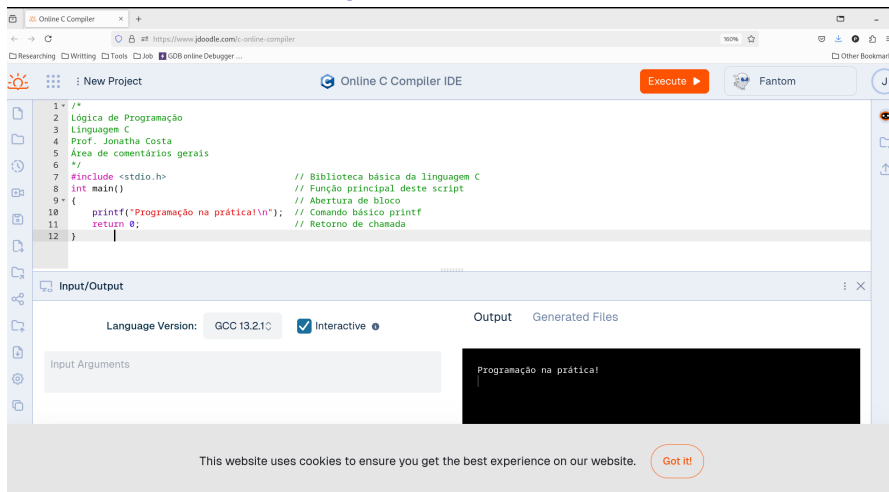 Online C Compiler
https://www.jdoodle.com/c-online-compiler
160%
Researching
Writting
Tools
Job
GDB online Debugger ...
Other Bookmar
New Project
Online C Compiler IDE
Execute
Fantom
J
1 /*
2 Lógica de Programação
3 Linguagem C
4 Prof. Jonatha Costa
5 Área de comentários gerais
6 */
7 #include <stdio.h> // Biblioteca básica da linguagem C
8 int main() // Função principal deste script
9 { // Abertura de bloco
10 printf("Programação na prática!\n"); // Comando básico printf
11 return 0; // Retorno de chamada
12 }
Input/Output
Language Version: GCC 13.2.1
Interactive
Output Generated Files
Input Arguments
Programação na prática!
This website uses cookies to ensure you get the best experience on our website. Got it!